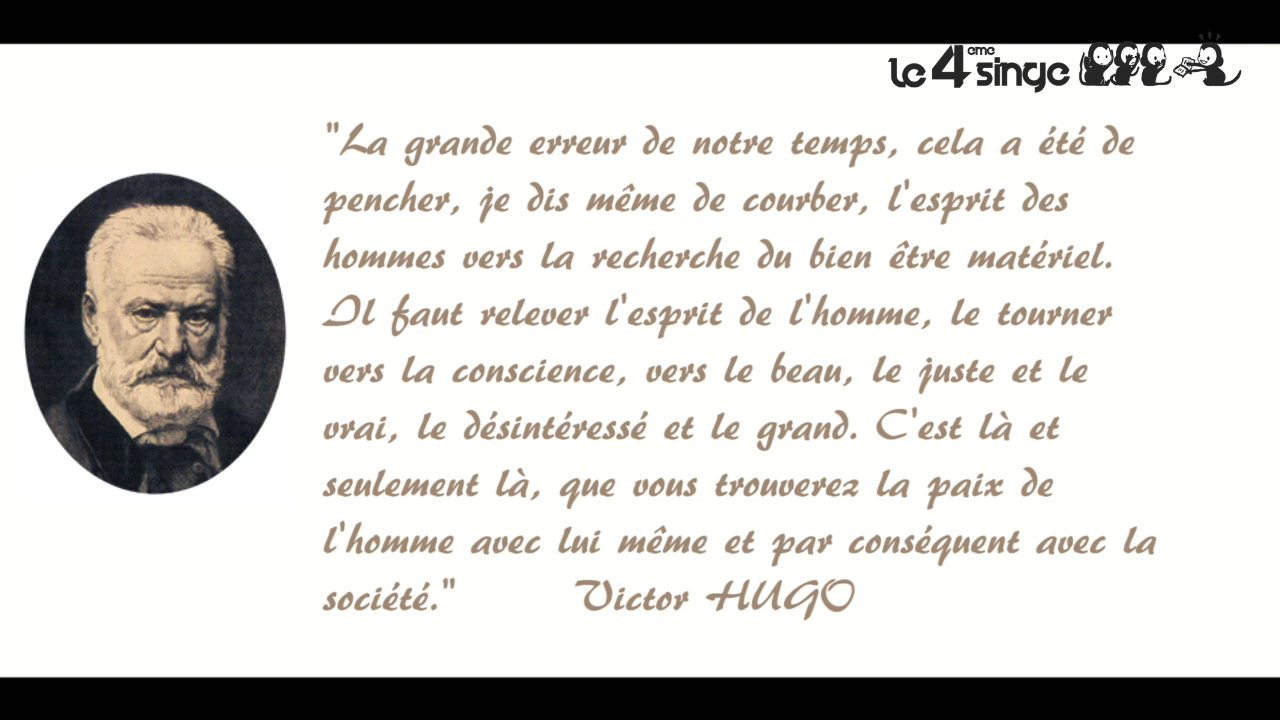 le 4eme singe
"La grande erreur de notre temps, cela a été de
pencher, je dis même de courber, l'esprit des
hommes vers la recherche du bien être matériel.
Il faut relever l'esprit de l'homme, le tourner
vers la conscience, vers le beau, le juste et le
vrai, le désintéressé et le grand. C'est là et
seulement là, que vous trouverez la paix de
l'homme avec lui même et par conséquent avec la
société." Victor HUGO